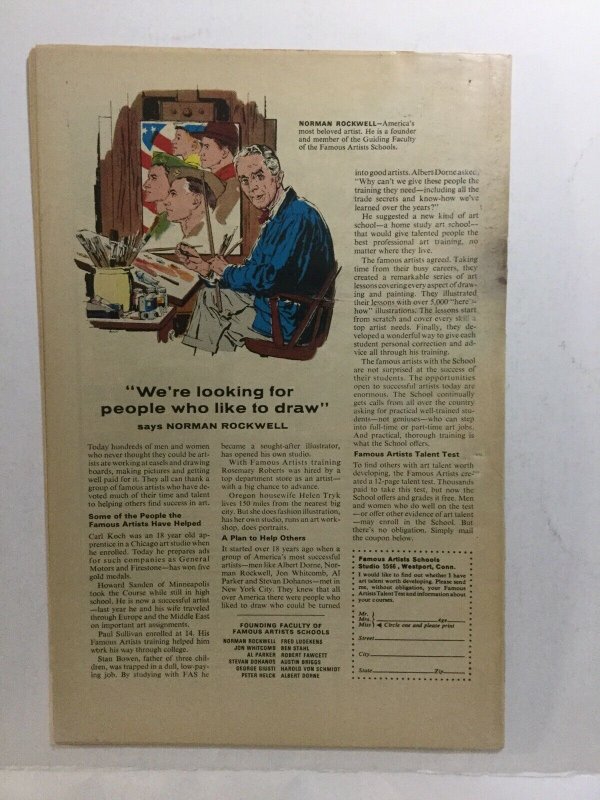 NORMAN ROCKWELL—America's
most beloved artist. He is a founder
and member of the Guiding Faculty
of the Famous Artists Schools.
"We're looking for
people who like to draw"
says NORMAN ROCKWELL
Today hundreds of men and women
who never thought they could be art-
ists are working at easels and drawing
boards, making pictures and getting
well paid for it. They all can thank a
group of famous artists who have de-
voted much of their time and talent
to helping others find success in art.
Some of the People the
Famous Artists Have Helped
Carl Koch was an 18 year old ap-
prentice in a Chicago art studio when
he enrolled. Today he prepares ads
for such companies as General
Motors and Firestone—has won five
gold medals.
Howard Sanden of Minneapolis
took the Course while still in high
school. He is now a successful artist
—last year he and his wife traveled
through Europe and the Middle East
on important art assignments.
Paul Sullivan enrolled at 14. His
Famous Artists training helped him
work his way through college.
Stan Bowen, father of three chil-
dren, was trapped in a dull, low-pay-
ing job. By studying with FAS he
became a sought-after illustrator,
has opened his own studio.
With Famous Artists training
Rosemary Roberts was hired by a
top department store as an artist—
with a big chance to advance.
Oregon housewife Helen Tryk
lives 150 miles from the nearest big
city. But she does fashion illustration,
has her own studio, runs an art work-
shop, does portraits.
A Plan to Help Others
It started over 18 years ago when a
group of America's most successful
artists—men like Albert Dorne, Nor-
man Rockwell, Jon Whitcomb, Al
Parker and Stevan Dohanos—met in
New York City. They knew that all
over America there were people who
liked to draw who could be turned
FOUNDING FACULTY OF
FAMOUS ARTISTS SCHOOLS
NORMAN ROCKWELL FRED LUDEKENS
JON WHITCOMB BEN STAHL
AL PARKER ROBERT FAWCETT
STEVAN DOHANOS AUSTIN BRIGGS
GEORGE GIUSTI HAROLD VON SCHMIDT
PETER HELCK ALBERT DORNE
into good artists. Albert Dorne asked,
"Why can't we give these people the
training they need—including all the
trade secrets and know-how we've
learned over the years?"
He suggested a new kind of art
school—a home study art school—
that would give talented people the
best professional art training, no
matter where they live.
The famous artists agreed. Taking
time from their busy careers, they
created a remarkable series of art
lessons covering every aspect of draw-
ing and painting. They illustrated
their lessons with over 5,000 "here's
how" illustrations. The lessons start
from scratch and cover every skill a
top artist needs. Finally, they de-
veloped a wonderful way to give each
student personal correction and ad-
vice all through his training.
The famous artists with the School
are not surprised at the success of
their students. The opportunities
open to successful artists today are
enormous. The School continually
gets calls from all over the country
asking for practical well-trained stu-
dents—not geniuses—who can step
into full-time or part-time art jobs.
And practical, thorough training is
what the School offers.
Famous Artists Talent Test
To find others with art talent worth
developing, the Famous Artists cre-
ated a 12-page talent test. Thousands
paid to take this test, but now the
School offers and grades it free. Men
and women who do well on the test
—or offer other evidence of art talent
—may enroll in the School. But
there's no obligation. Simply mail
the coupon below.
Famous Artists Schools
Studio 5566, Westport, Conn.
I would like to find out whether I have
art talent worth developing. Please send
me, without obligation, your Famous
Artists Talent Test and information about
your courses.
Mr.
Mrs. Age
Miss Circle one and please print
Street
City
State Zip